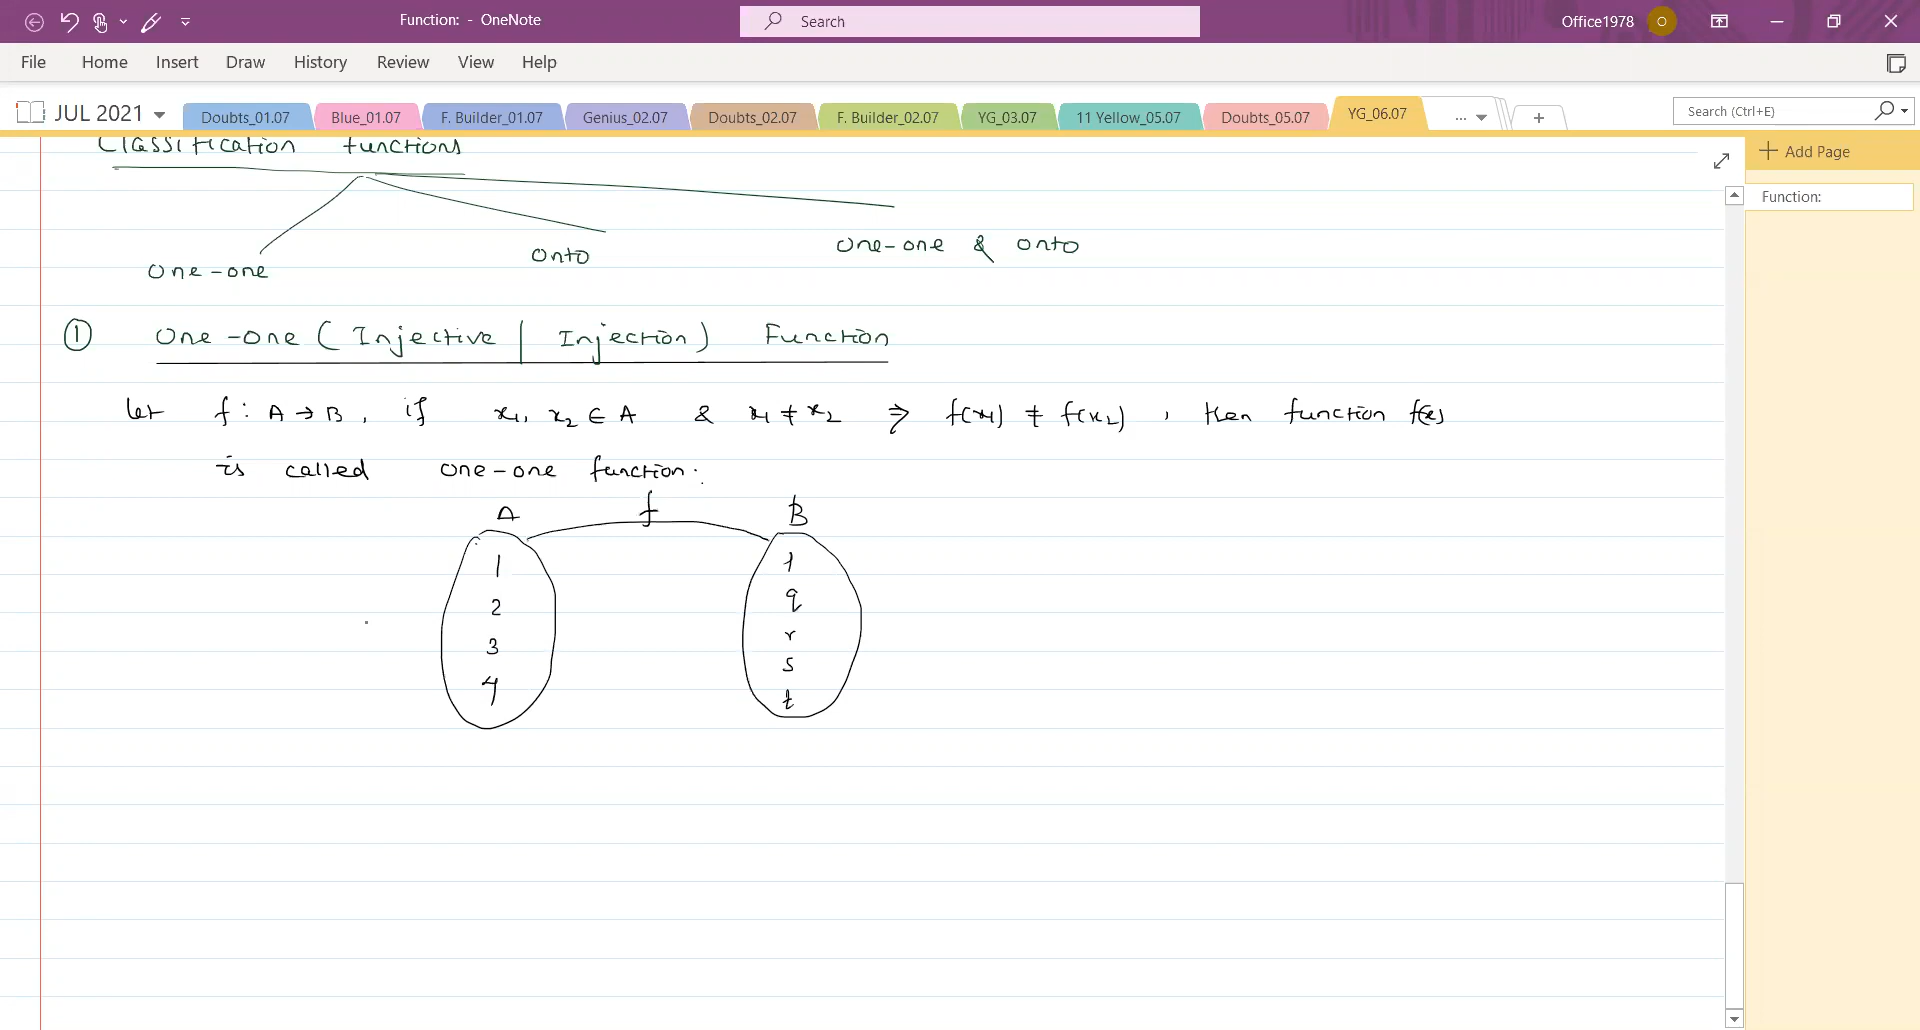 Function: - OneNote
Search
Office1978
O
File Home Insert Draw History Review View Help
JUL 2021
Doubts_01.07 Blue_01.07 F. Builder_01.07 Genius_02.07 Doubts_02.07 F. Builder_02.07 YG_03.07 11 Yellow_05.07 Doubts_05.07 YG_06.07 ... +
Search (Ctrl+E)
Add Page
Function:
Classification functions
One-one
Onto
One-one & onto
① One-one (Injective | Injection) Function
let f: A → B, if x1, x2 ∈ A & x1 ≠ x2 ⇒ f(x1) ≠ f(x2), then function f(x)
is called one-one function.
A f B
1
2
3
4
q
r
s
t